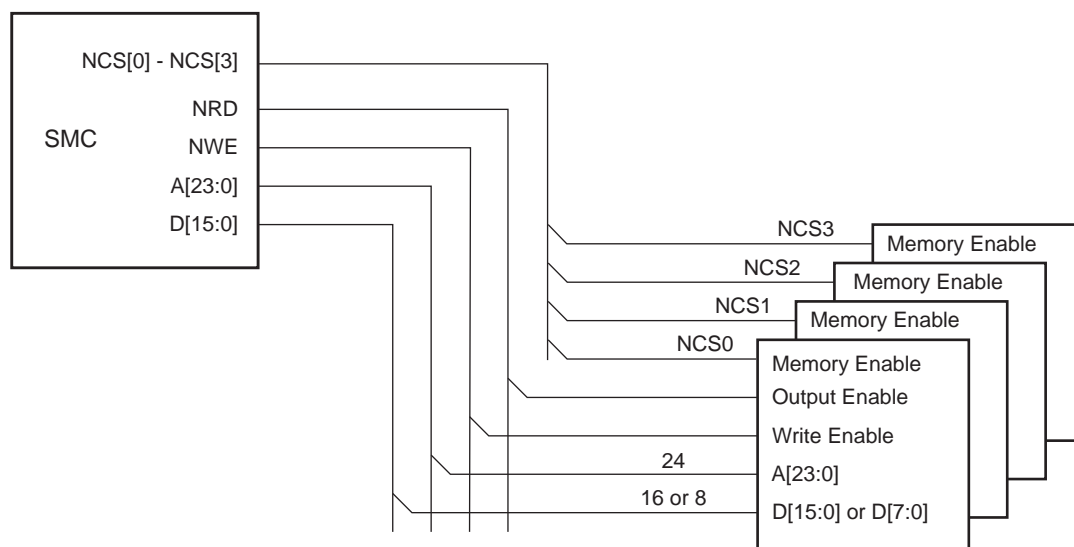 NCS[0] - NCS[3]
NRD
SMC
NWE
A[23:0]
D[15:0]
NCS3
Memory Enable
NCS2
Memory Enable
NCS1
Memory Enable
NCS0
Memory Enable
Output Enable
Write Enable
24
A[23:0]
16 or 8
D[15:0] or D[7:0]